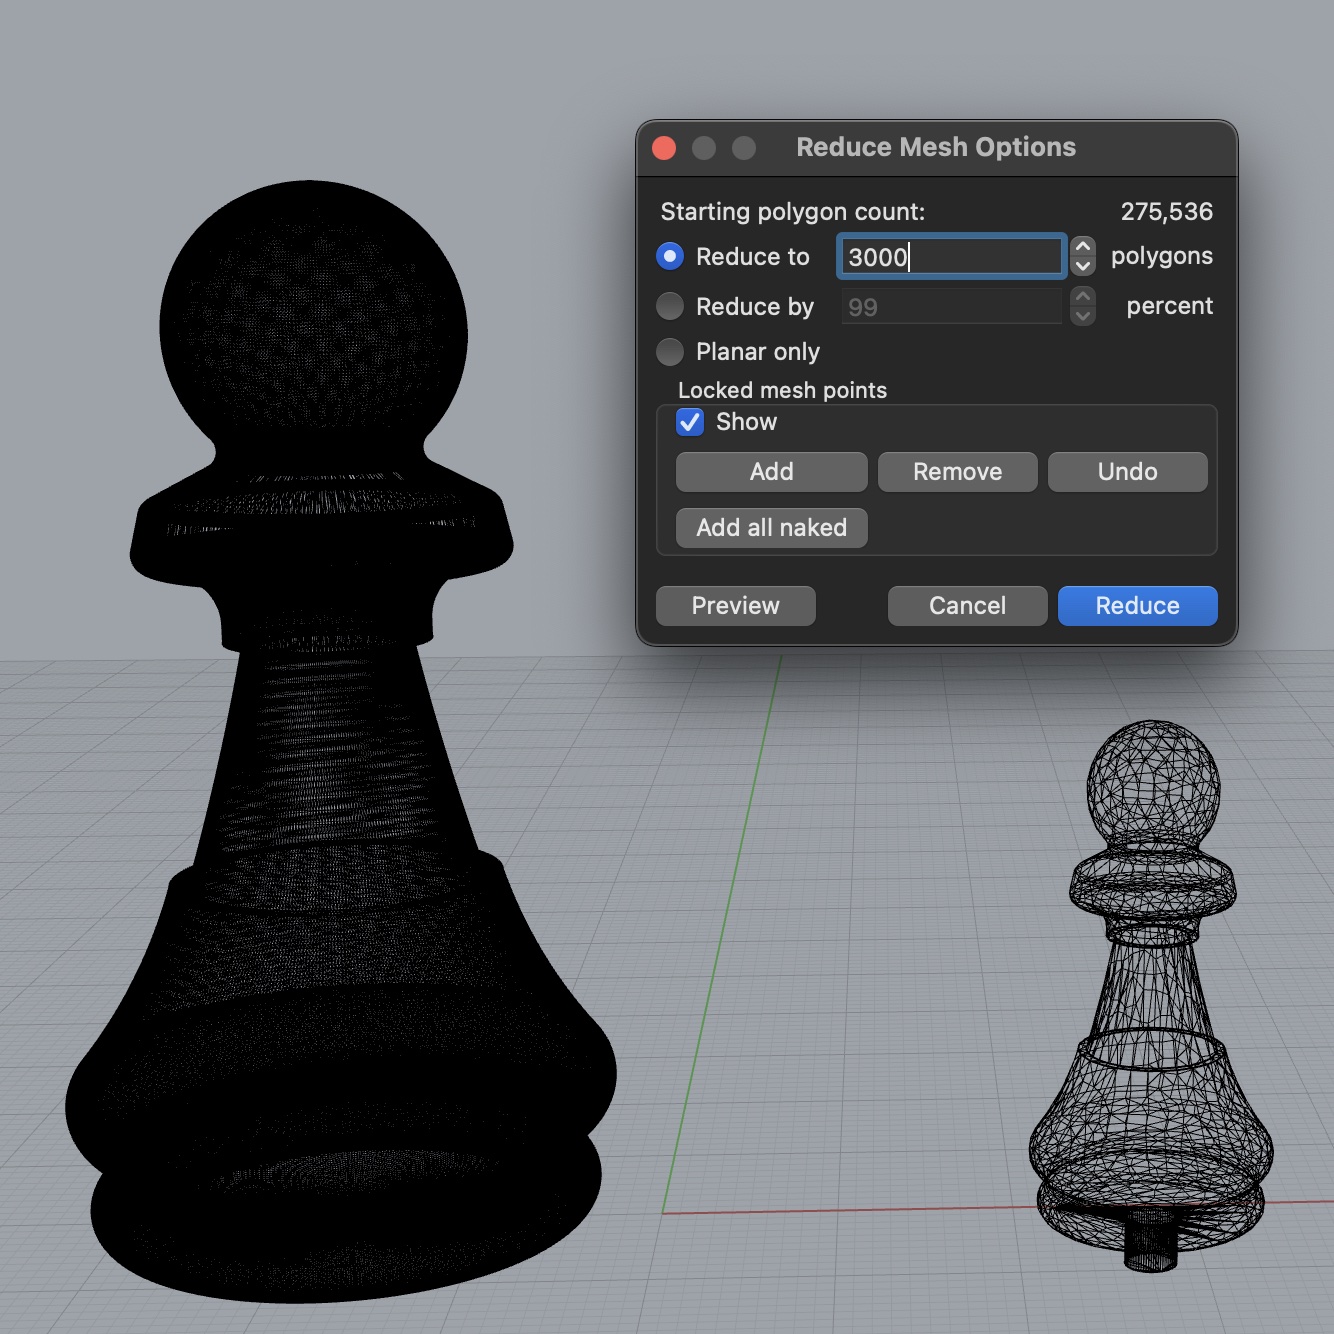 Reduce Mesh Options
Starting polygon count: 275,536
Reduce to 3000 polygons
Reduce by 99 percent
Planar only
Locked mesh points
Show
Add Remove Undo
Add all naked
Preview Cancel Reduce